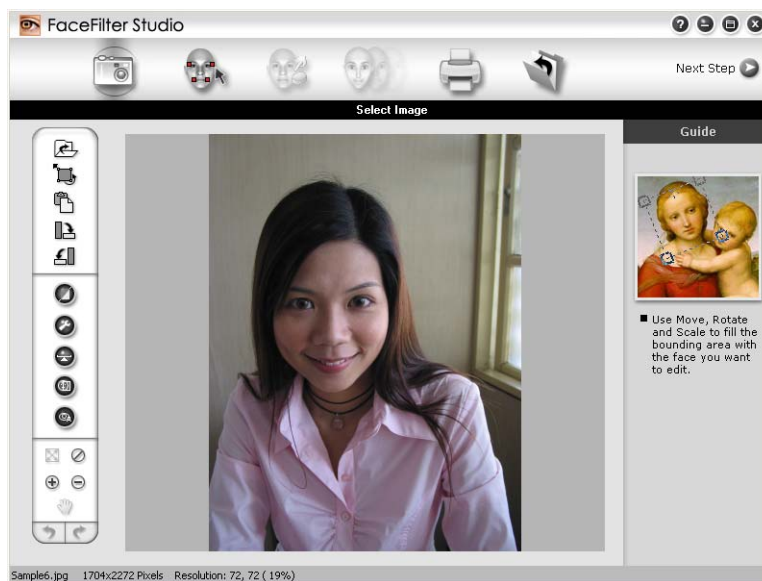 FaceFilter Studio
?
Next Step
Select Image
Guide
Use Move, Rotate
and Scale to fill the
bounding area with
the face you want
to edit.
Sample6.jpg 1704x2272 Pixels Resolution: 72, 72 ( 19%)